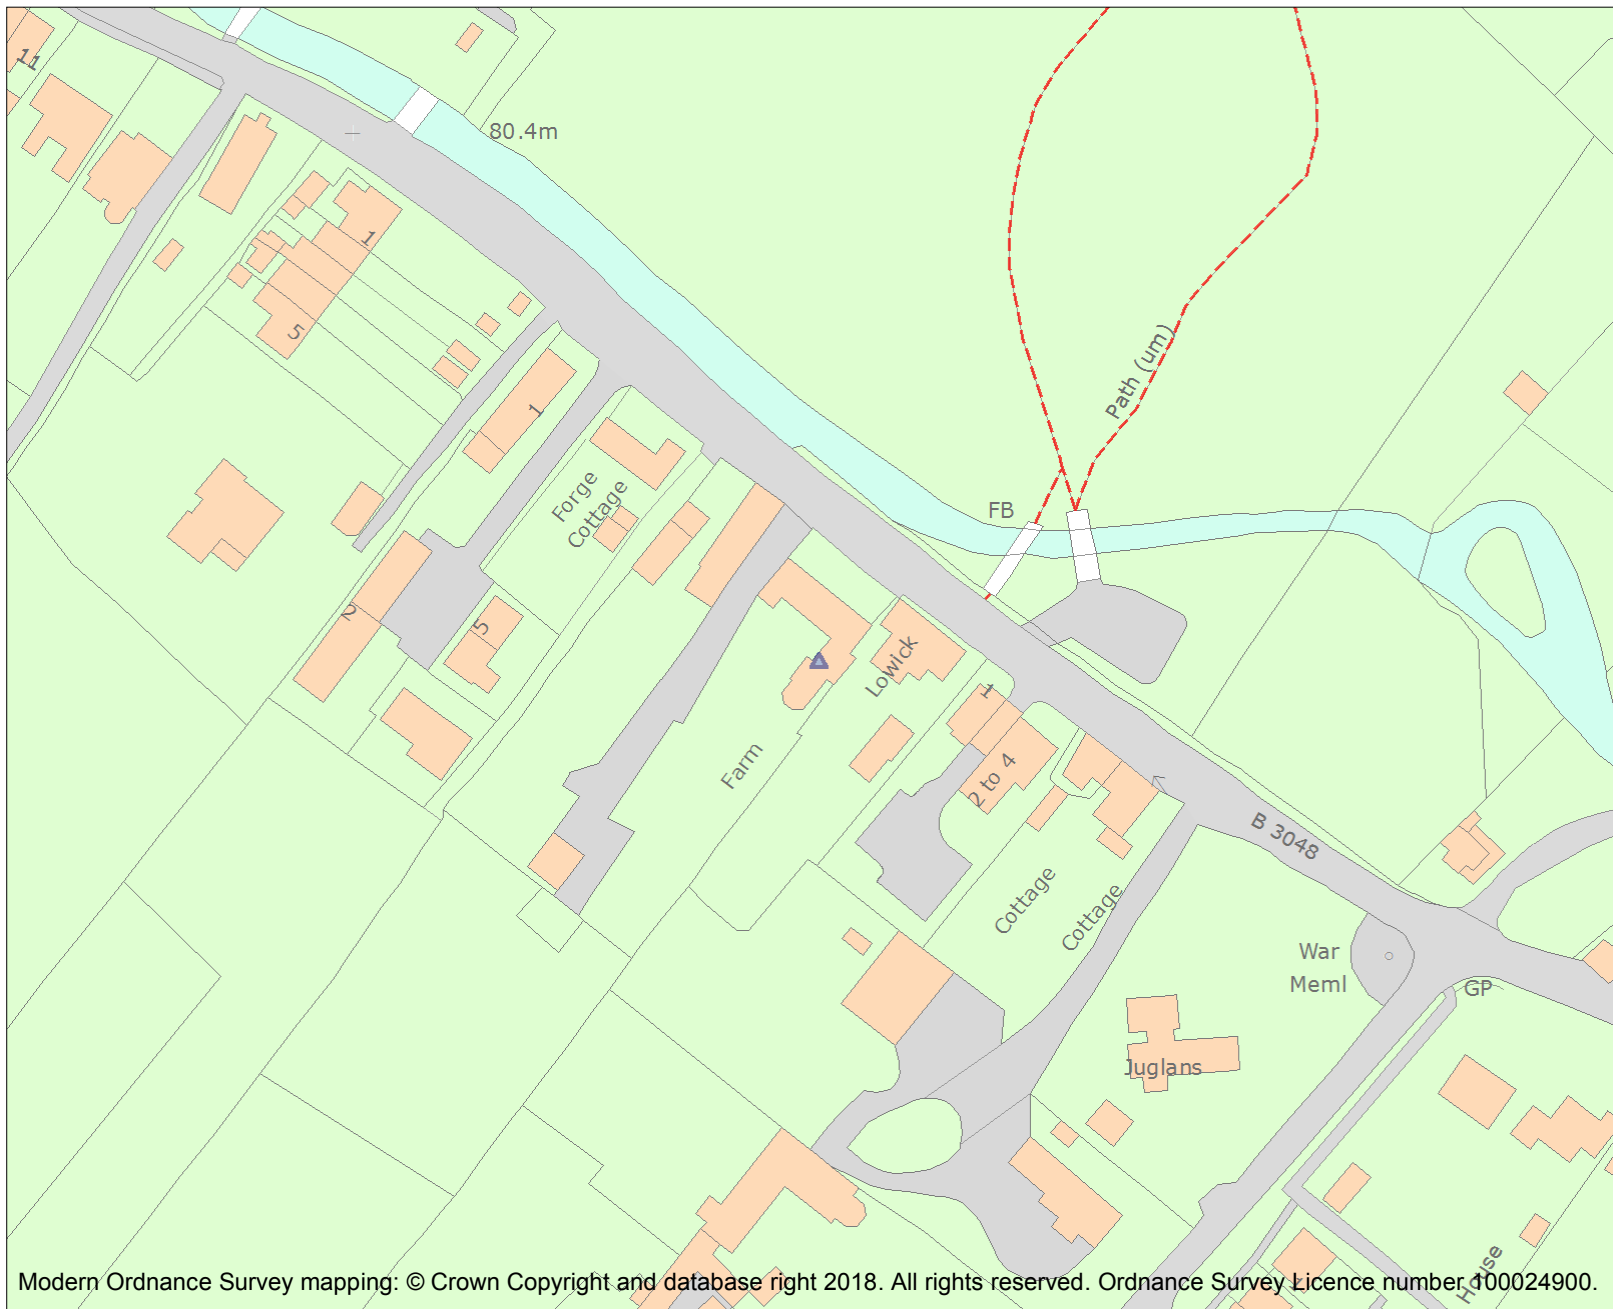 11
80.4m
1
5
1
Path (um)
FB
Forge
Cottage
2
5
Lowick
1
Farm
2 to 4
B 3048
Cottage
Cottage
War
Meml
GP
Juglans
House
Modern Ordnance Survey mapping: © Crown Copyright and database right 2018. All rights reserved. Ordnance Survey Licence number 100024900.